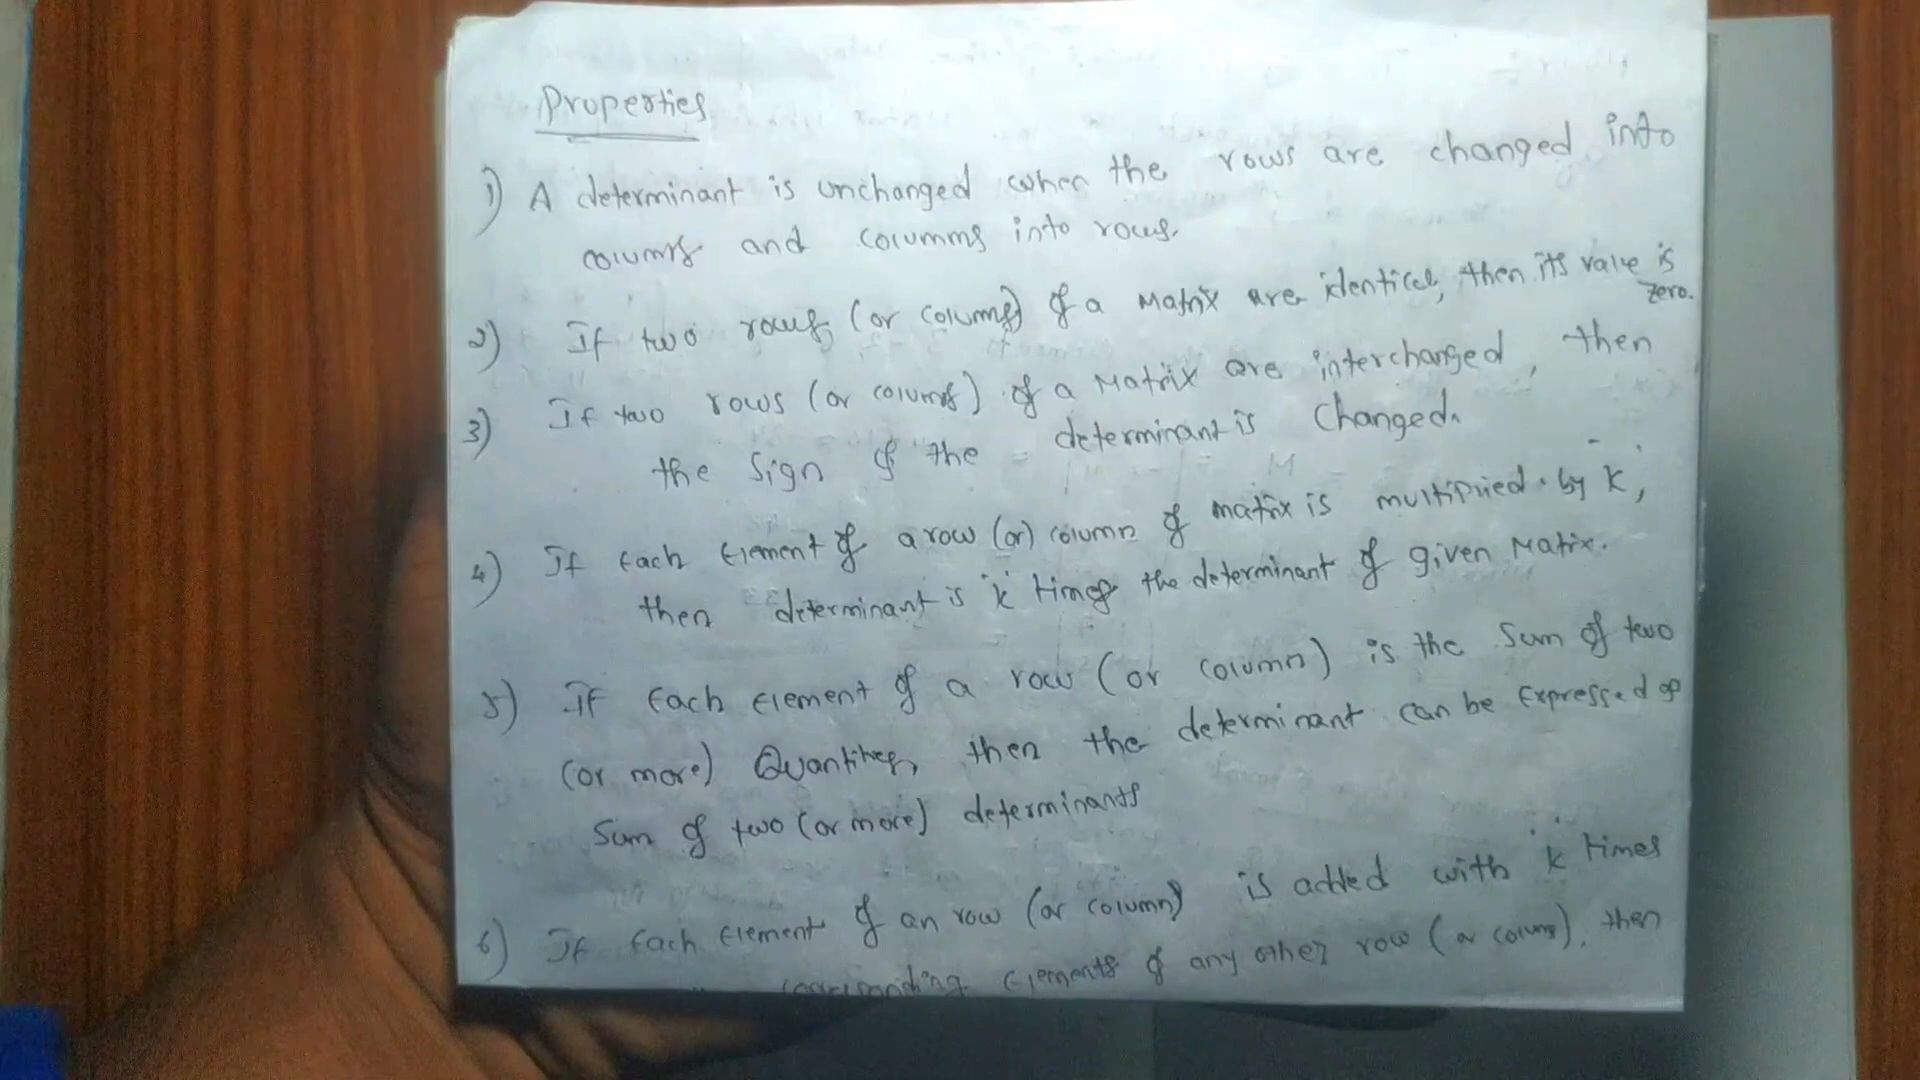 Properties
1) A determinant is unchanged when the rows are changed into
columns and columms into rows.
2) If two rows (or columns) of a Matrix are identical, then its value is
zero.
3) If two rows (or columns) of a Matrix are interchanged, then
the sign of the determinant is changed.
4) If Each Element of a row (or) column of matrix is multiplied by 'k',
then determinant is 'k' times the determinant of given Matrix.
5) If Each Element of a row (or column) is the sum of two
(or more) Quantities, then the determinant can be Expressed as
Sum of two (or more) determinants
6) If Each Element of an row (or column) is added with 'k' times
corresponding Elements of any other row (or column), then